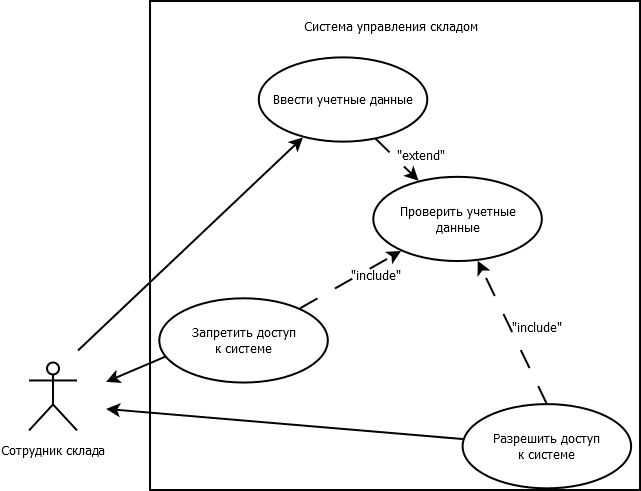 Система управления складом
Ввести учетные данные
"extend"
Проверить учетные
данные
"include"
"include"
Запретить доступ
к системе
Сотрудник склада
Разрешить доступ
к системе